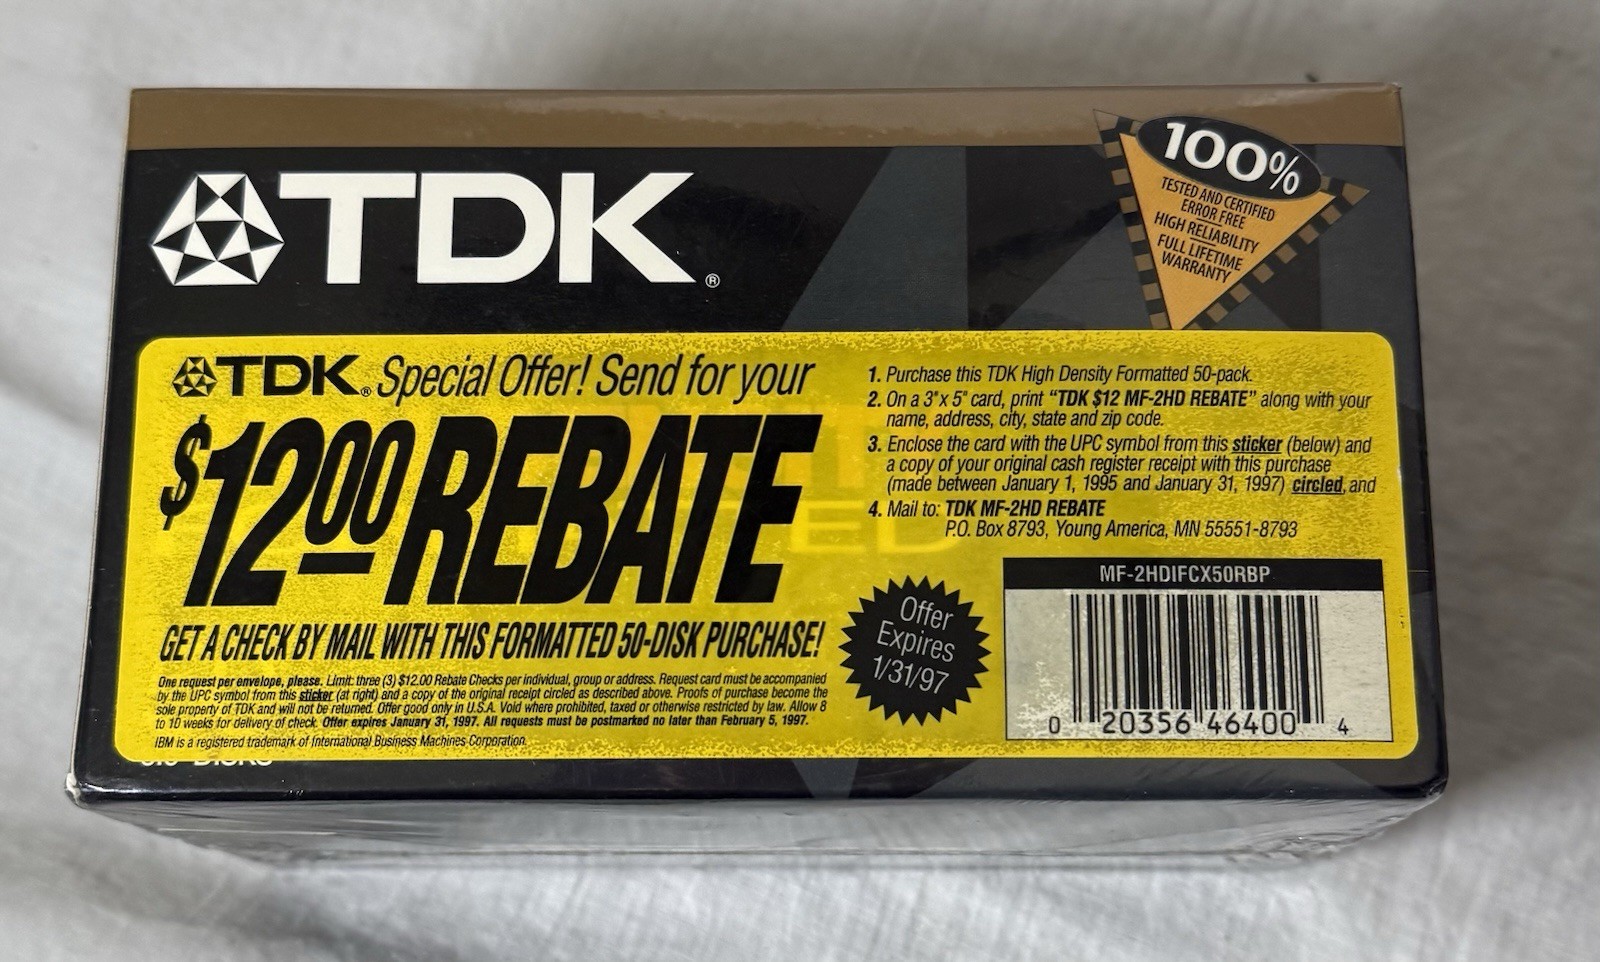 TDK®
100%
TESTED AND CERTIFIED
ERROR FREE
HIGH RELIABILITY
FULL LIFETIME
WARRANTY
TDK® Special Offer! Send for your
$12.00 REBATE
GET A CHECK BY MAIL WITH THIS FORMATTED 50-DISK PURCHASE!
One request per envelope, please. Limit: three (3) $12.00 Rebate Checks per individual, group or address. Request card must be accompanied
by the UPC symbol from this sticker (at right) and a copy of the original receipt circled as described above. Proofs of purchase become the
sole property of TDK and will not be returned. Offer good only in U.S.A. Void where prohibited, taxed or otherwise restricted by law. Allow 8
to 10 weeks for delivery of check. Offer expires January 31, 1997. All requests must be postmarked no later than February 5, 1997.
IBM is a registered trademark of International Business Machines Corporation.
1. Purchase this TDK High Density Formatted 50-pack.
2. On a 3"x 5" card, print “TDK $12 MF-2HD REBATE” along with your
name, address, city, state and zip code.
3. Enclose the card with the UPC symbol from this sticker (below) and
a copy of your original cash register receipt with this purchase
(made between January 1, 1995 and January 31, 1997) circled, and
4. Mail to: TDK MF-2HD REBATE
P.O. Box 8793, Young America, MN 55551-8793
Offer
Expires
1/31/97
MF-2HDIFCX50RBP
0 20356 46400 4